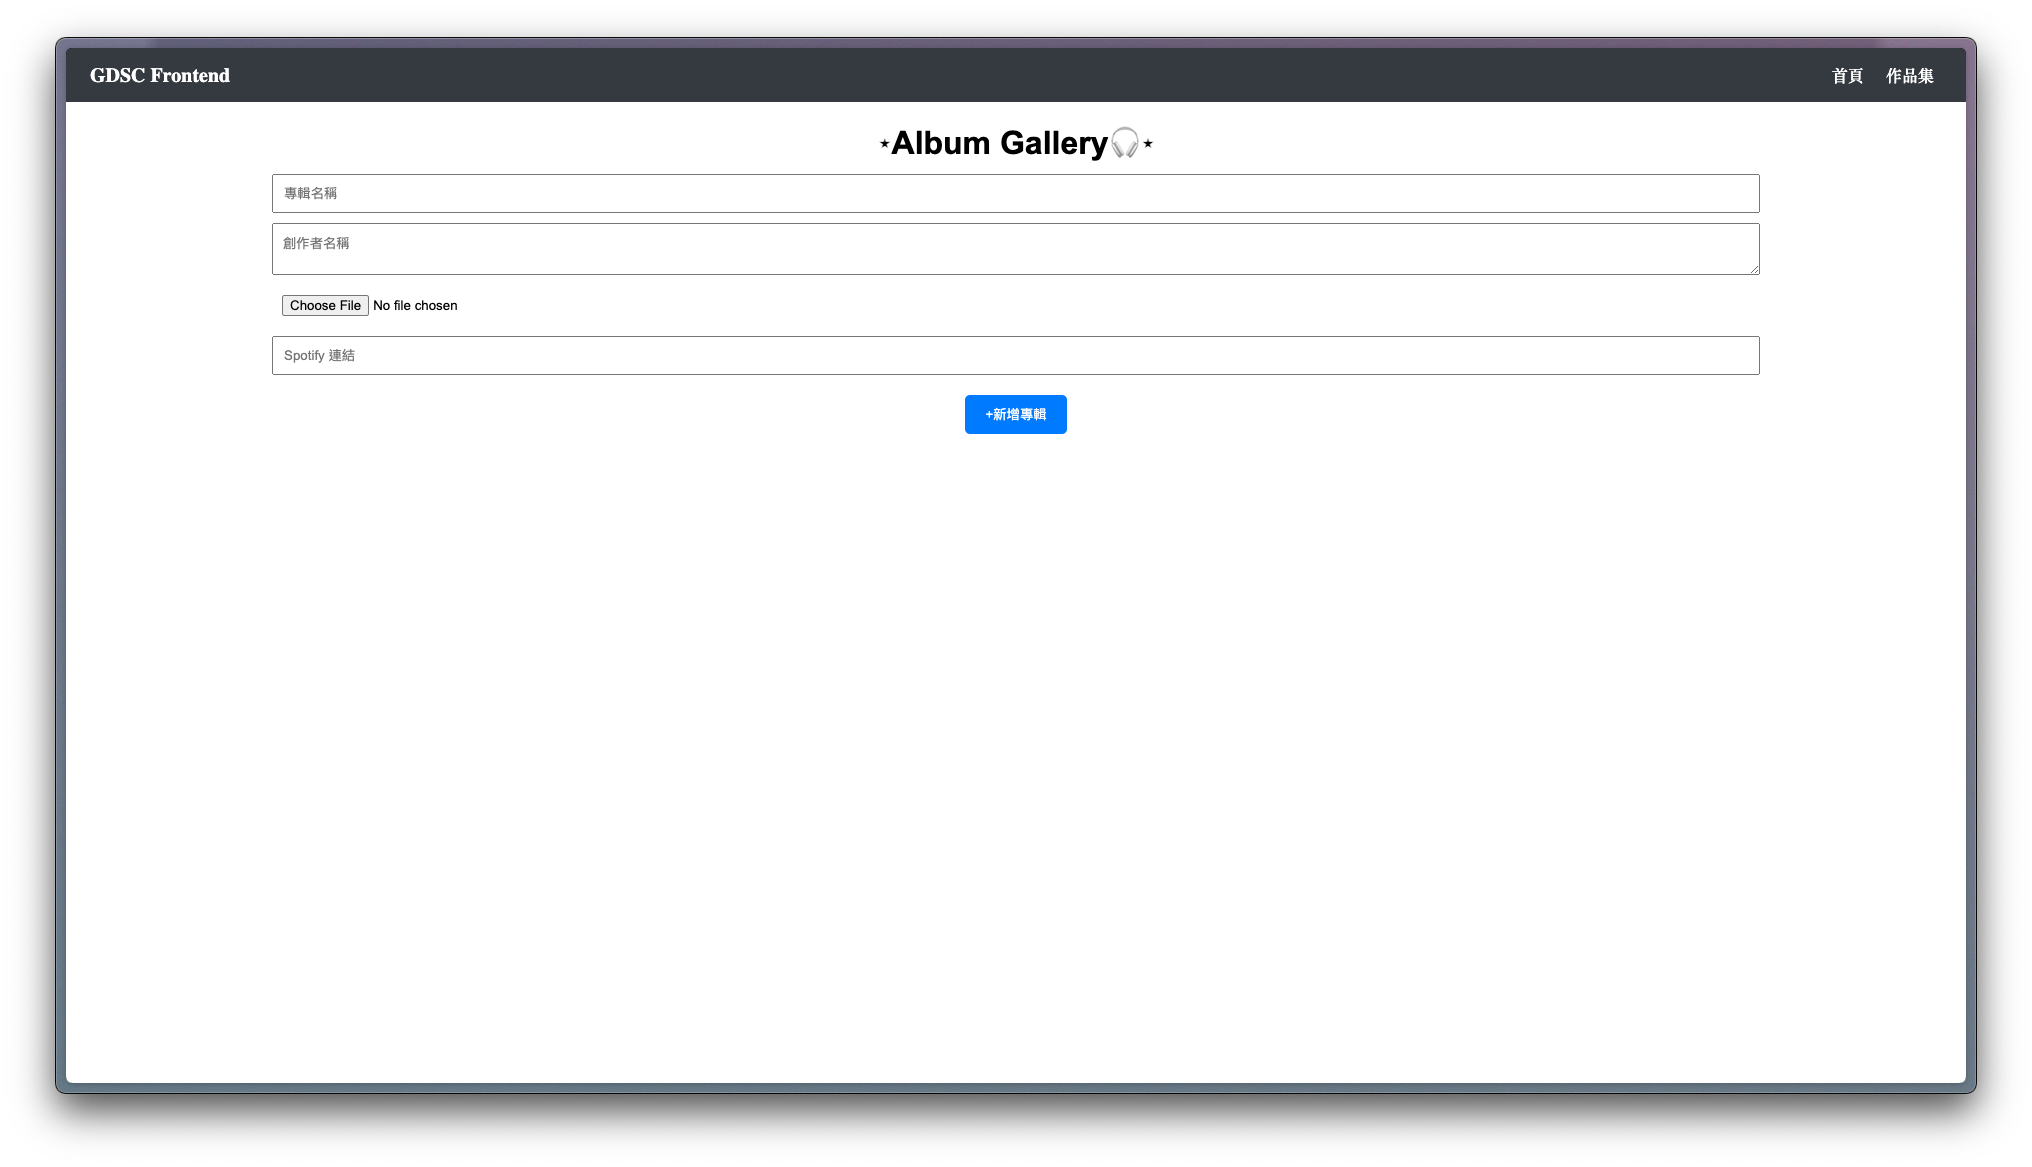 GDSC Frontend 首頁 作品集
⋆Album Gallery🎧⋆
專輯名稱
創作者名稱
Choose File No file chosen
Spotify 連結
+新增專輯